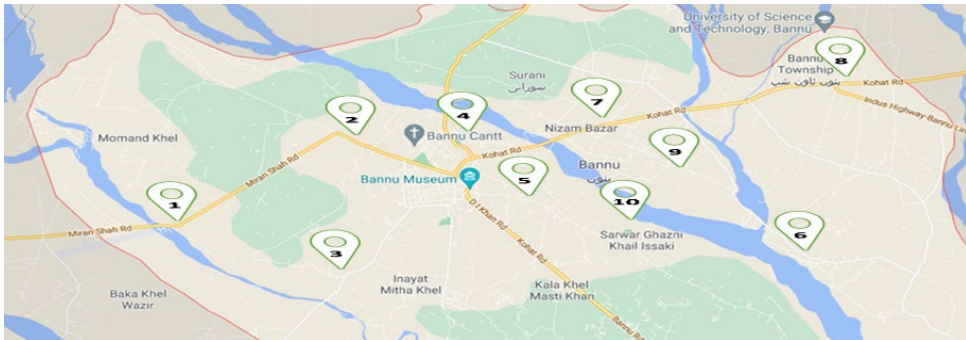 University of Science
and Technology, Bannu
8
Bannu
Township
بنوں ٹاؤن شپ
Kohat Rd
Indus Highway-Bannu Lin
Surani
سورانی
7
Kohat Rd
4
2
Nizam Bazar
Bannu Cantt
Momand Khel
Kohat Rd
9
Bannu
بنوں
Miran Shah Rd
Bannu Museum
5
10
1
D I Khan Rd
Miran Shah Rd
Sarwar Ghazni
Khail Issaki
6
3
Kohat Rd
Inayat
Mitha Khel
Kala Khel
Masti Khan
Baka Khel
Wazir
Bannu Rd